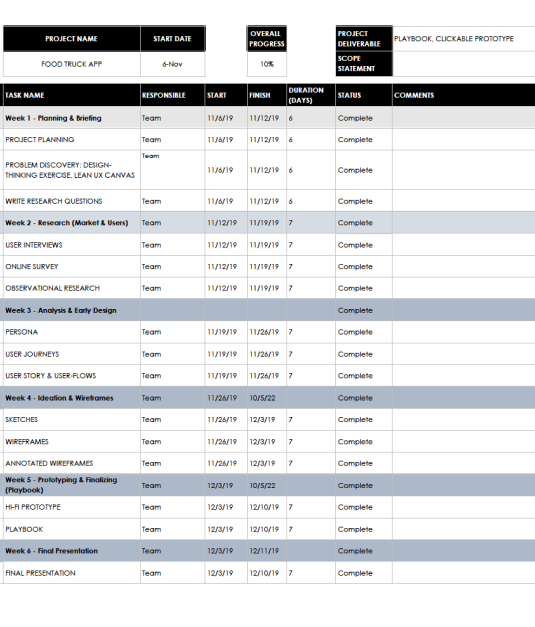 PROJECT NAME START DATE OVERALL PROGRESS PROJECT DELIVERABLE PLAYBOOK, CLICKABLE PROTOTYPE
FOOD TRUCK APP 6-Nov 10% SCOPE STATEMENT
TASK NAME RESPONSIBLE START FINISH DURATION (DAYS) STATUS COMMENTS
Week 1 - Planning & Briefing Team 11/6/19 11/12/19 6 Complete
PROJECT PLANNING Team 11/6/19 11/12/19 6 Complete
PROBLEM DISCOVERY: DESIGN-THINKING EXERCISE, LEAN UX CANVAS Team 11/6/19 11/12/19 6 Complete
WRITE RESEARCH QUESTIONS Team 11/6/19 11/12/19 6 Complete
Week 2 - Research (Market & Users) Team 11/12/19 11/19/19 7 Complete
USER INTERVIEWS Team 11/12/19 11/19/19 7 Complete
ONLINE SURVEY Team 11/12/19 11/19/19 7 Complete
OBSERVATIONAL RESEARCH Team 11/12/19 11/19/19 7 Complete
Week 3 - Analysis & Early Design Complete
PERSONA Team 11/19/19 11/26/19 7 Complete
USER JOURNEYS Team 11/19/19 11/26/19 7 Complete
USER STORY & USER-FLOWS Team 11/19/19 11/26/19 7 Complete
Week 4 - Ideation & Wireframes Team 11/26/19 10/5/22 Complete
SKETCHES Team 11/26/19 12/3/19 7 Complete
WIREFRAMES Team 11/26/19 12/3/19 7 Complete
ANNOTATED WIREFRAMES Team 11/26/19 12/3/19 7 Complete
Week 5 - Prototyping & Finalizing (Playbook) Team 12/3/19 10/5/22 Complete
HI-FI PROTOTYPE Team 12/3/19 12/10/19 7 Complete
PLAYBOOK Team 12/3/19 12/10/19 7 Complete
Week 6 - Final Presentation Team 12/3/19 12/11/19 Complete
FINAL PRESENTATION Team 12/3/19 12/10/19 7 Complete